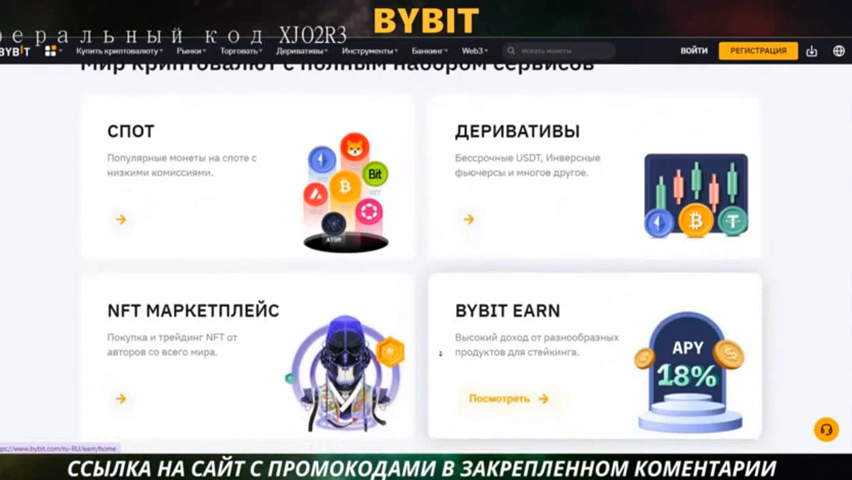 BYBIT
еральный код XJO2R3
BYBIT
Купить криптовалюту
Рынки
Торговать
Деривативы
Инструменты
Банкинг
Web3
Искать монеты
ВОЙТИ
РЕГИСТРАЦИЯ
Мир криптовалют с полным набором сервисов
СПОТ
Популярные монеты на споте с
низкими комиссиями.
Bit
ATOM
ДЕРИВАТИВЫ
Бессрочные USDT, Инверсные
фьючерсы и многое другое.
NFT МАРКЕТПЛЕЙС
Покупка и трейдинг NFT от
авторов со всего мира.
BYBIT EARN
Высокий доход от разнообразных
продуктов для стейкинга.
Посмотреть
APY
18%
ps://www.bybit.com/ru-RU/earn/home
ССЫЛКА НА САЙТ С ПРОМОКОДАМИ В ЗАКРЕПЛЕННОМ КОМЕНТАРИИ